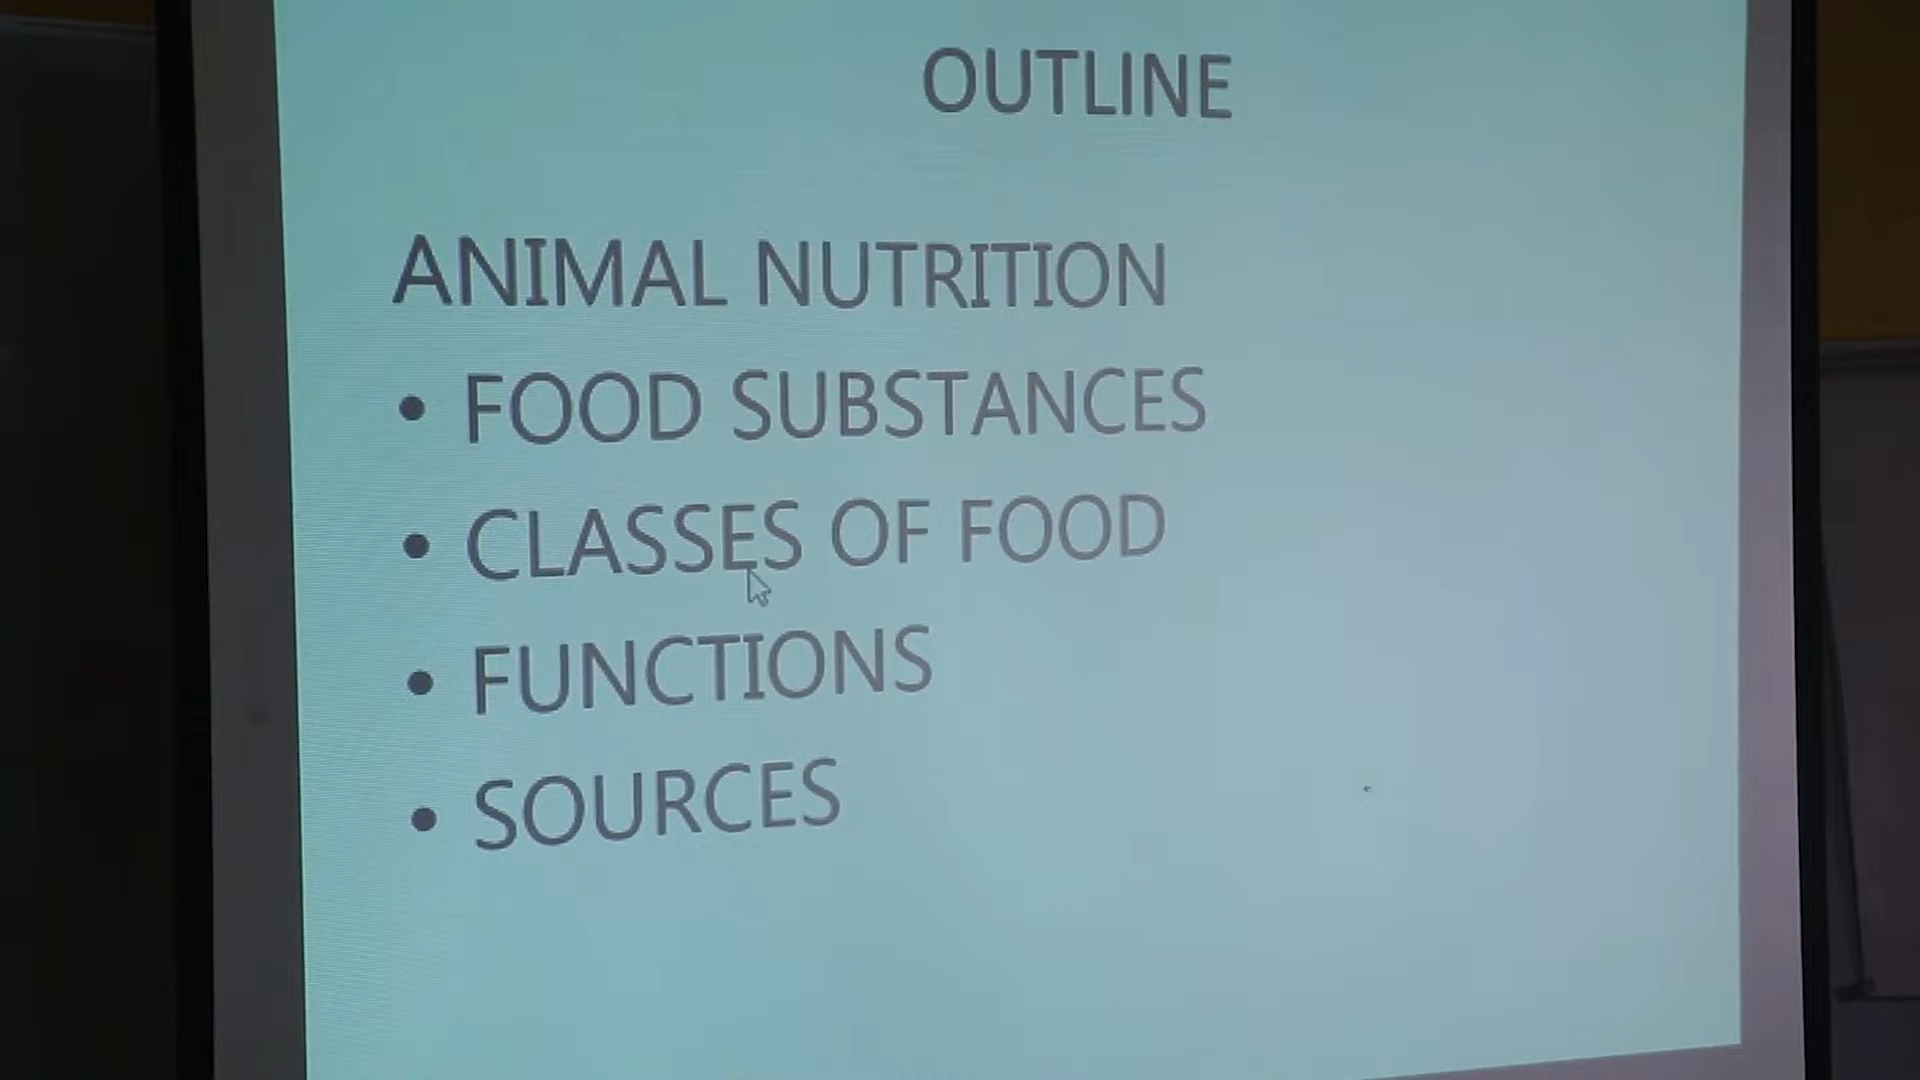 OUTLINE
ANIMAL NUTRITION
• FOOD SUBSTANCES
• CLASSES OF FOOD
• FUNCTIONS
• SOURCES